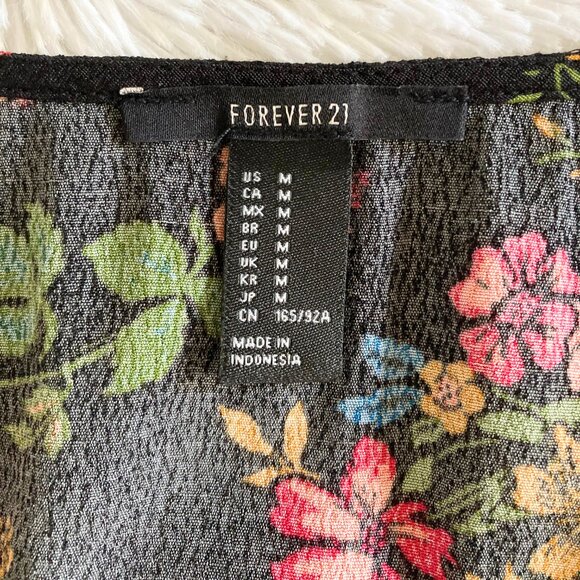 FOREVER 21
US M
CA M
MX M
BR M
EU M
UK M
KR M
JP M
CN 165/92A
MADE IN
INDONESIA